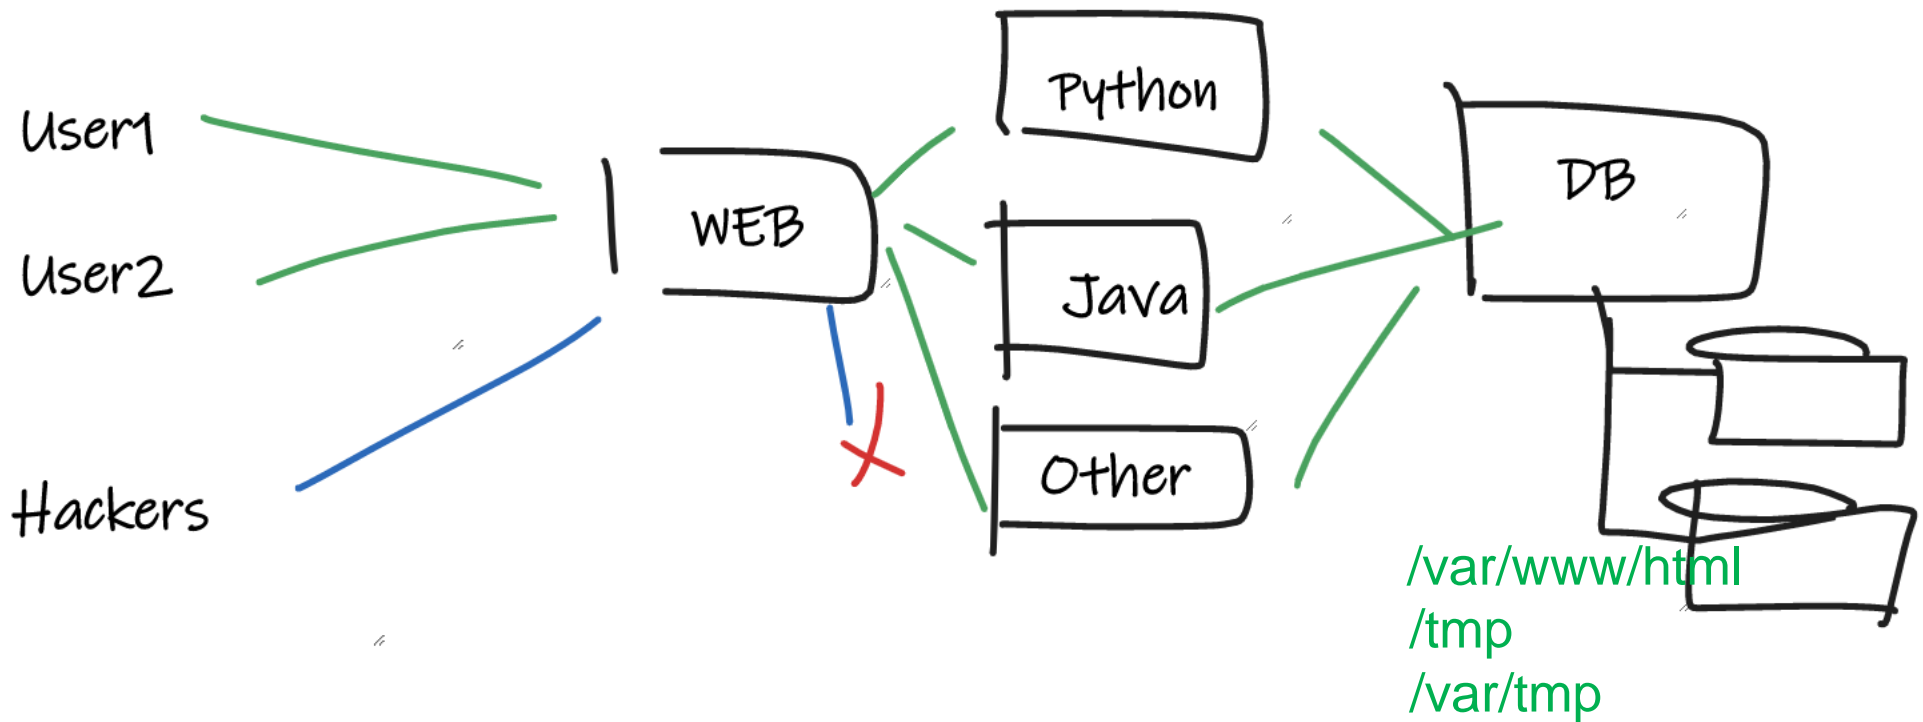 User1
User2
Hackers
WEB
Python
Java
Other
DB
/var/www/html
/tmp
/var/tmp